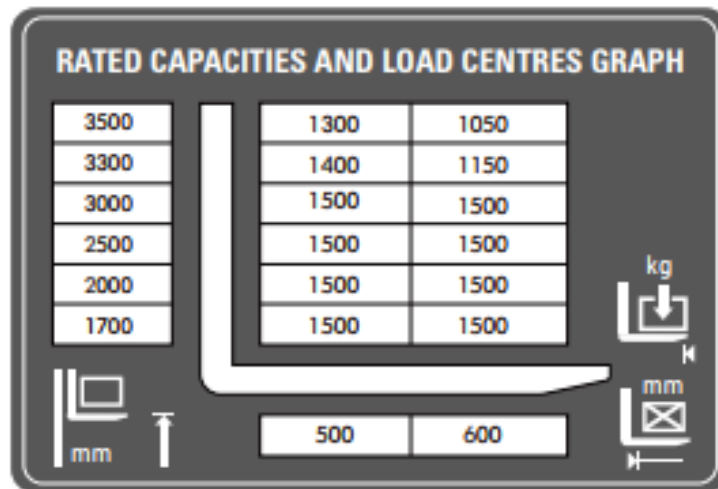 RATED CAPACITIES AND LOAD CENTRES GRAPH
3500 1300 1050
3300 1400 1150
3000 1500 1500
2500 1500 1500
2000 1500 1500
1700 1500 1500
kg
mm
mm
500 600